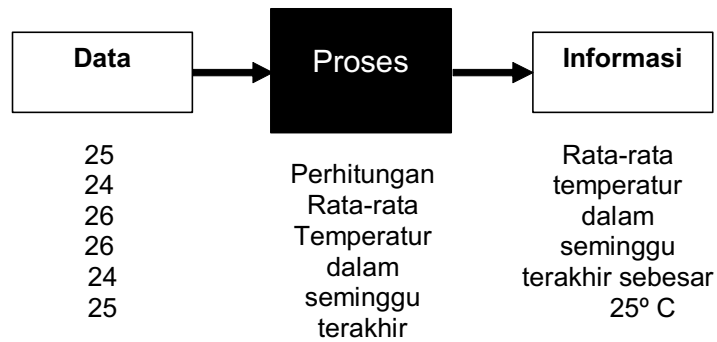 Data
Proses
Informasi
25
24
26
26
24
25
Perhitungan
Rata-rata
Temperatur
dalam
seminggu
terakhir
Rata-rata
temperatur
dalam
seminggu
terakhir sebesar
25º C